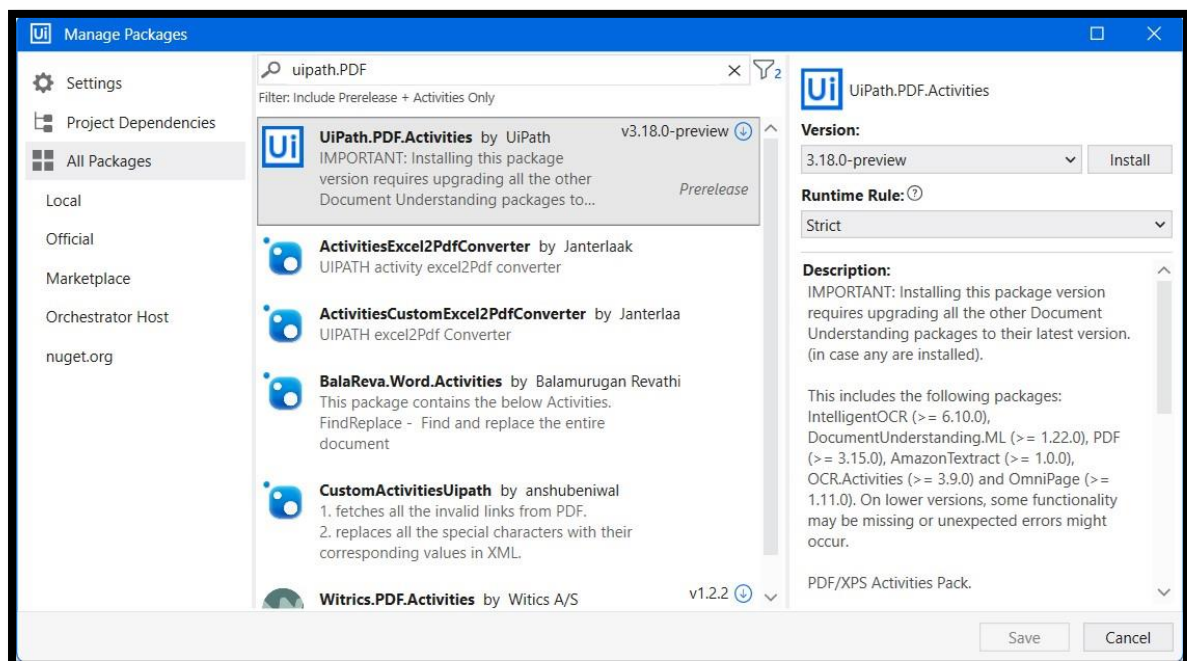 Ui Manage Packages
Settings
Project Dependencies
All Packages
Local
Official
Marketplace
Orchestrator Host
nuget.org
uipath.PDF
2
Filter: Include Prerelease + Activities Only
Ui
UiPath.PDF.Activities by UiPath v3.18.0-preview
IMPORTANT: Installing this package
version requires upgrading all the other
Document Understanding packages to...
Prerelease
ActivitiesExcel2PdfConverter by Janterlaak
UIPATH activity excel2Pdf converter
ActivitiesCustomExcel2PdfConverter by Janterlaa
UIPATH excel2Pdf Converter
BalaReva.Word.Activities by Balamurugan Revathi
This package contains the below Activities.
FindReplace - Find and replace the entire
document
CustomActivitiesUipath by anshubeniwal
1. fetches all the invalid links from PDF.
2. replaces all the special characters with their
corresponding values in XML.
Witrics.PDF.Activities by Witics A/S v1.2.2
Ui UiPath.PDF.Activities
Version:
3.18.0-preview Install
Runtime Rule: ?
Strict
Description:
IMPORTANT: Installing this package version
requires upgrading all the other Document
Understanding packages to their latest version.
(in case any are installed).
This includes the following packages:
IntelligentOCR (>= 6.10.0),
DocumentUnderstanding.ML (>= 1.22.0), PDF
(>= 3.15.0), AmazonTextract (>= 1.0.0),
OCR.Activities (>= 3.9.0) and OmniPage (>=
1.11.0). On lower versions, some functionality
may be missing or unexpected errors might
occur.
PDF/XPS Activities Pack.
Save Cancel